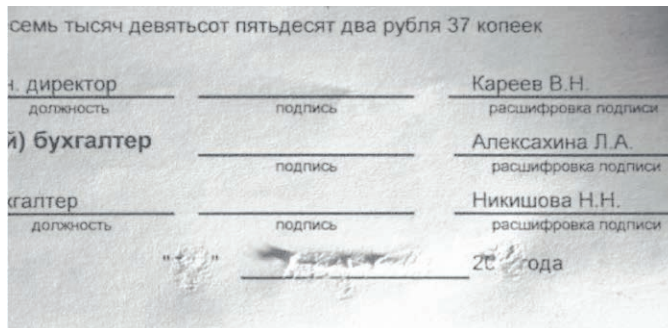 семь тысяч девятьсот пятьдесят два рубля 37 копеек
н. директор Кареев В.Н.
должность подпись расшифровка подписи
й) бухгалтер Алексахина Л.А.
подпись расшифровка подписи
хгалтер Никишова Н.Н.
должность подпись расшифровка подписи
" " года